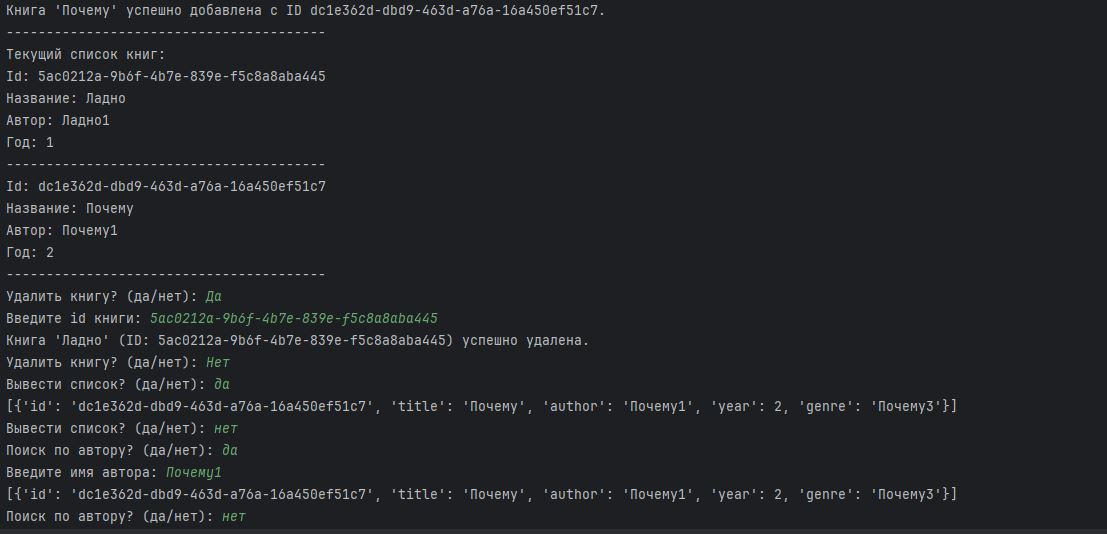 Книга 'Почему' успешно добавлена с ID dc1e362d-dbd9-463d-a76a-16a450ef51c7.
----------------------------------------
Текущий список книг:
Id: 5ac0212a-9b6f-4b7e-839e-f5c8a8aba445
Название: Ладно
Автор: Ладно1
Год: 1
----------------------------------------
Id: dc1e362d-dbd9-463d-a76a-16a450ef51c7
Название: Почему
Автор: Почему1
Год: 2
----------------------------------------
Удалить книгу? (да/нет): Да
Введите id книги: 5ac0212a-9b6f-4b7e-839e-f5c8a8aba445
Книга 'Ладно' (ID: 5ac0212a-9b6f-4b7e-839e-f5c8a8aba445) успешно удалена.
Удалить книгу? (да/нет): Нет
Вывести список? (да/нет): да
[{'id': 'dc1e362d-dbd9-463d-a76a-16a450ef51c7', 'title': 'Почему', 'author': 'Почему1', 'year': 2, 'genre': 'Почему3'}]
Вывести список? (да/нет): нет
Поиск по автору? (да/нет): да
Введите имя автора: Почему1
[{'id': 'dc1e362d-dbd9-463d-a76a-16a450ef51c7', 'title': 'Почему', 'author': 'Почему1', 'year': 2, 'genre': 'Почему3'}]
Поиск по автору? (да/нет): нет